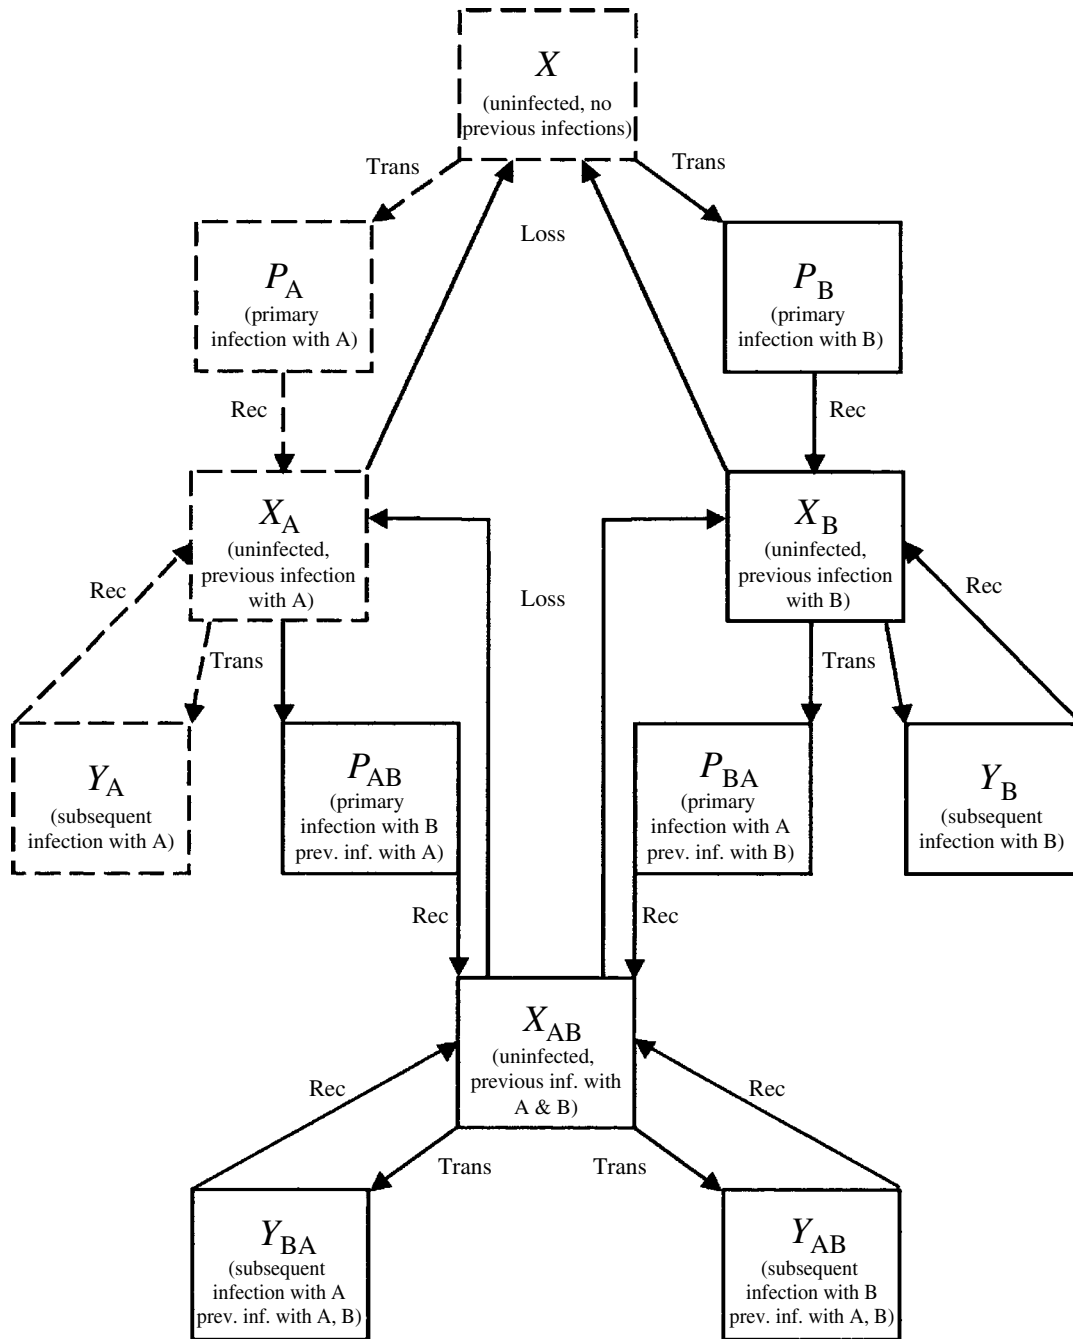 X
(uninfected, no
previous infections)
Trans
Trans
Loss
P_A
(primary
infection with A)
P_B
(primary
infection with B)
Rec
Rec
X_A
(uninfected,
previous infection
with A)
X_B
(uninfected,
previous infection
with B)
Rec
Loss
Rec
Trans
Trans
Y_A
(subsequent
infection with A)
P_AB
(primary
infection with B
prev. inf. with A)
P_BA
(primary
infection with A
prev. inf. with B)
Y_B
(subsequent
infection with B)
Rec
Rec
X_AB
(uninfected,
previous inf. with
A & B)
Rec
Rec
Trans
Trans
Y_BA
(subsequent
infection with A
prev. inf. with A, B)
Y_AB
(subsequent
infection with B
prev. inf. with A, B)